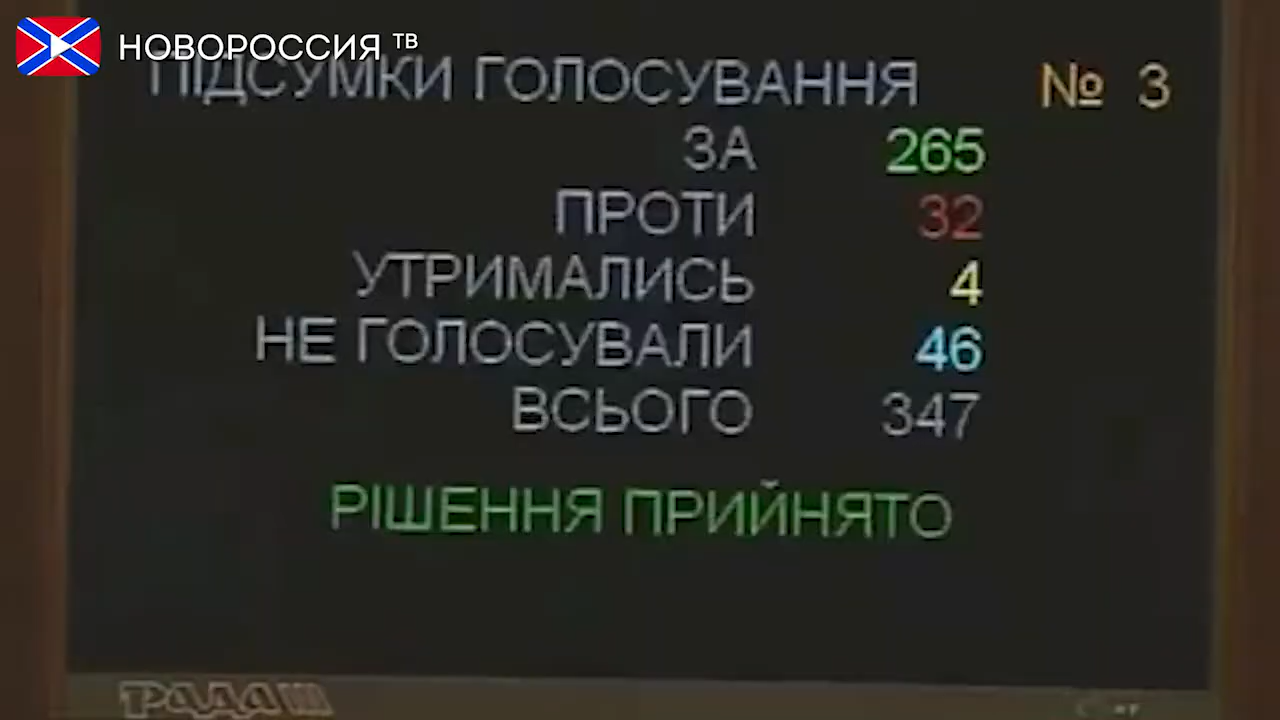 НОВОРОССИЯ ТВ
ПІДСУМКИ ГОЛОСУВАННЯ № 3
ЗА 265
ПРОТИ 32
УТРИМАЛИСЬ 4
НЕ ГОЛОСУВАЛИ 46
ВСЬОГО 347
РІШЕННЯ ПРИЙНЯТО
РАДА III